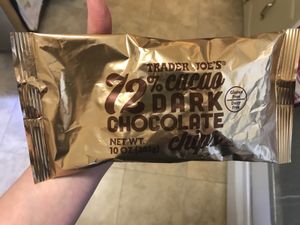 TRADER JOE'S
72% cacao
DARK
CHOCOLATE
chips
NET WT.
10 OZ